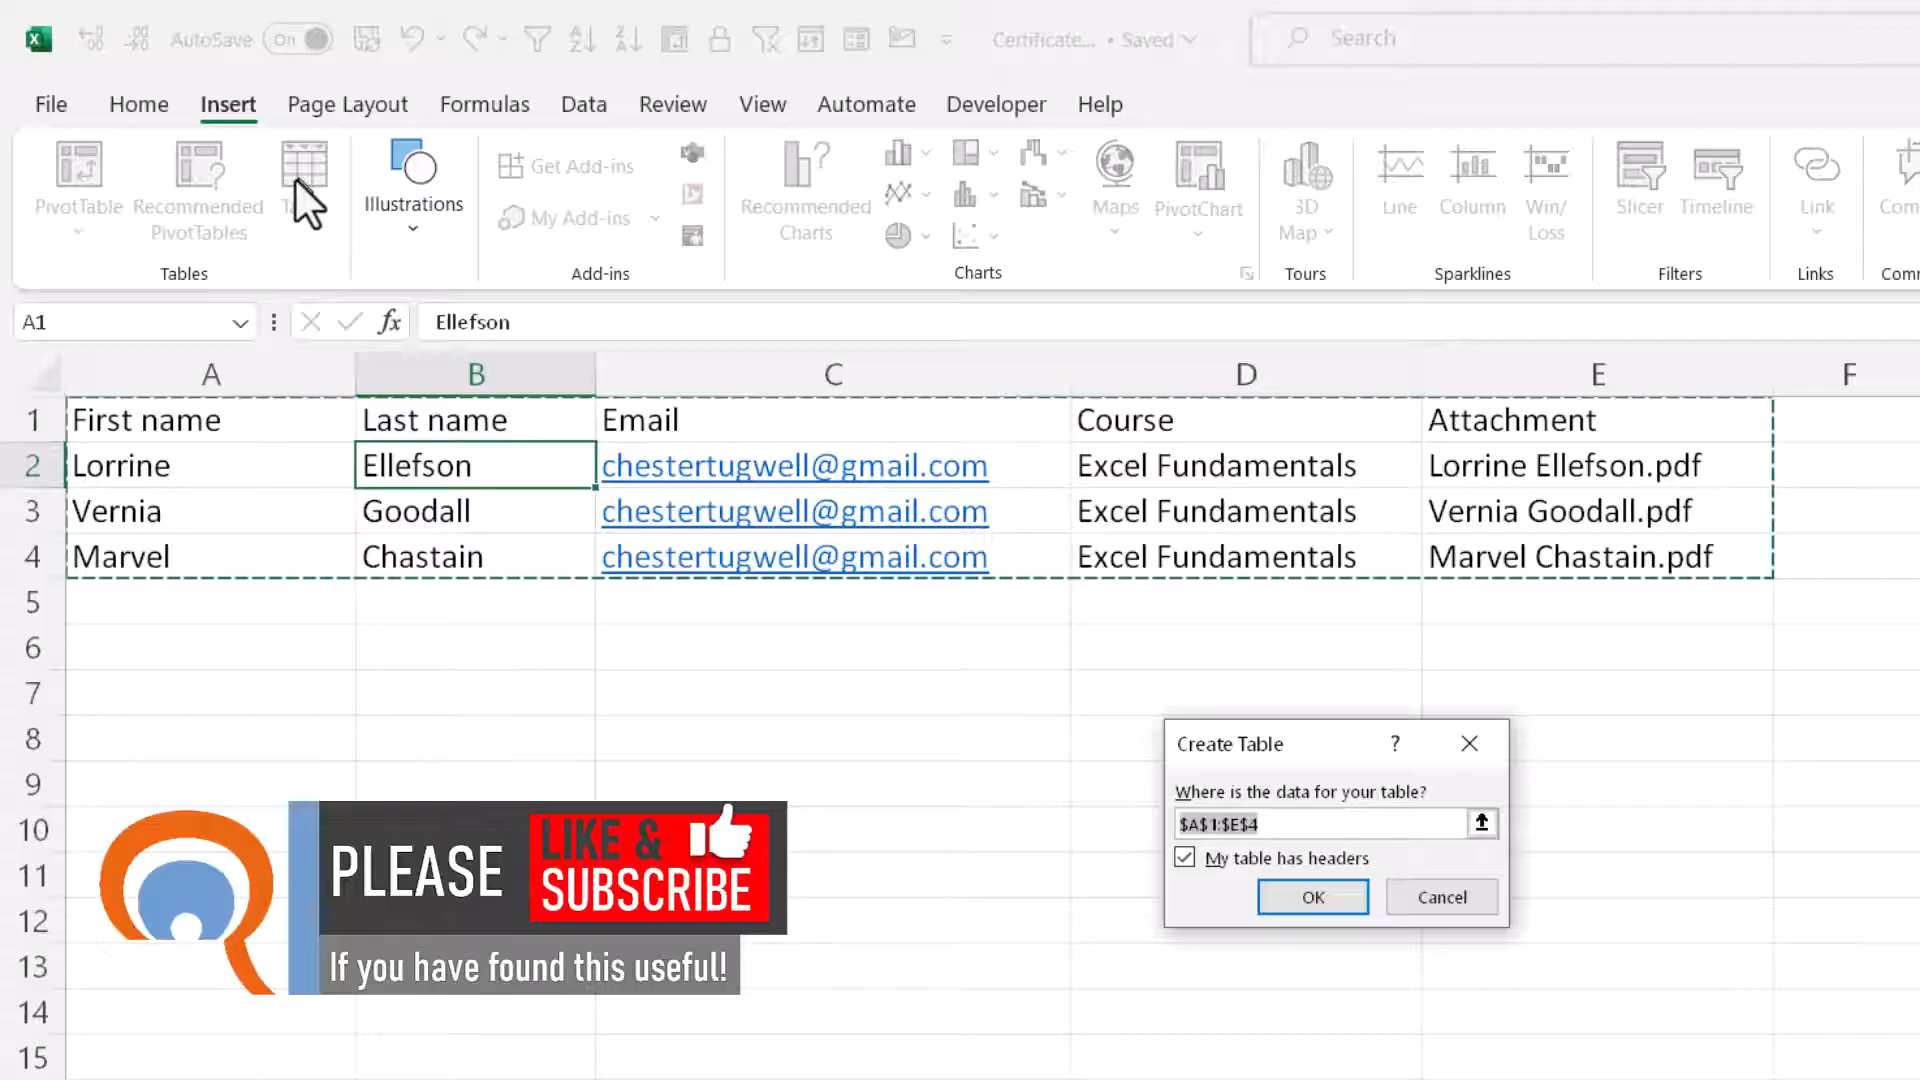 AutoSave On Certificate... • Saved Search
File Home Insert Page Layout Formulas Data Review View Automate Developer Help
PivotTable
Recommended PivotTables
Tables
Illustrations
Get Add-ins
My Add-ins
Add-ins
Recommended Charts
Maps
PivotChart
Charts
3D Map
Tours
Line
Column
Win/ Loss
Sparklines
Slicer
Timeline
Filters
Link
Links
A1 fx Ellefson
A B C D E F
1 First name Last name Email Course Attachment
2 Lorrine Ellefson chestertugwell@gmail.com Excel Fundamentals Lorrine Ellefson.pdf
3 Vernia Goodall chestertugwell@gmail.com Excel Fundamentals Vernia Goodall.pdf
4 Marvel Chastain chestertugwell@gmail.com Excel Fundamentals Marvel Chastain.pdf
5
6
7
8
9
10
11
12
13
14
15
Create Table ?
Where is the data for your table?
$A$1:$E$4
My table has headers
OK Cancel
PLEASE
LIKE &
SUBSCRIBE
If you have found this useful!